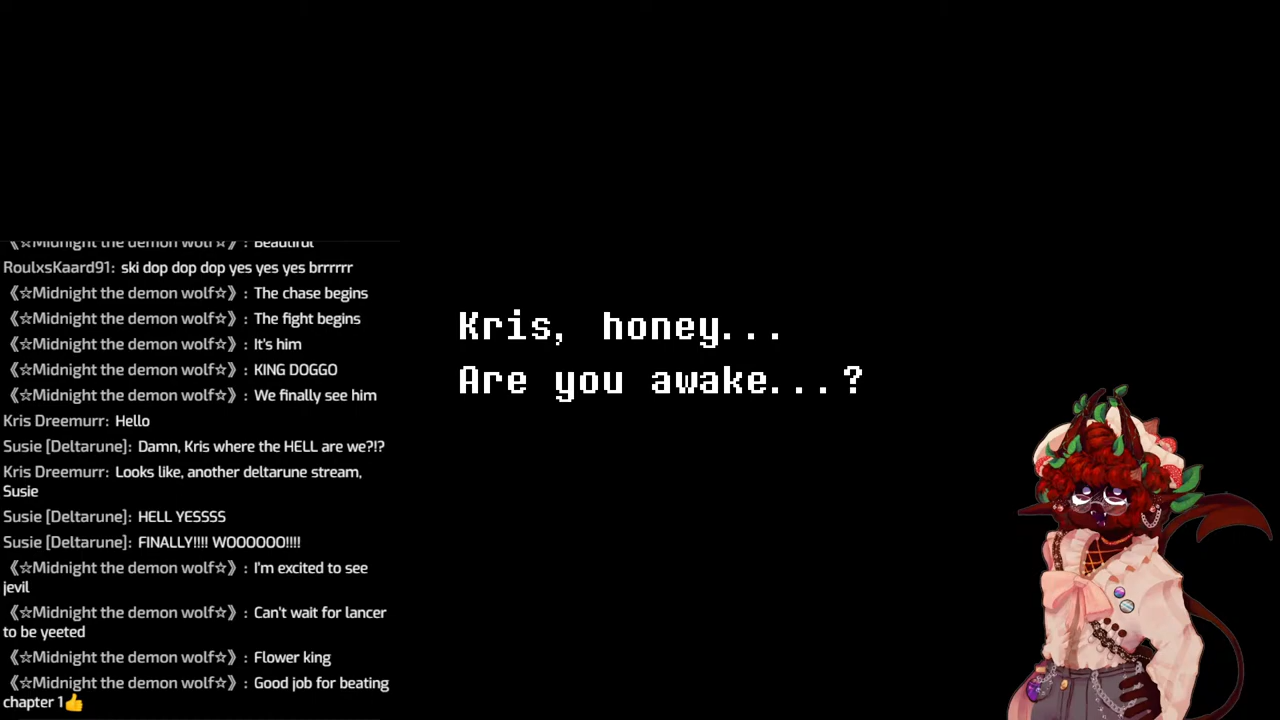 《☆Midnight the demon wolf☆》: Beautiful
RoulxsKaard91: ski dop dop dop yes yes yes brrrrrr
《☆Midnight the demon wolf☆》: The chase begins
《☆Midnight the demon wolf☆》: The fight begins
《☆Midnight the demon wolf☆》: It's him
《☆Midnight the demon wolf☆》: KING DOGGO
《☆Midnight the demon wolf☆》: We finally see him
Kris Dreemurr: Hello
Susie [Deltarune]: Damn, Kris where the HELL are we?!?
Kris Dreemurr: Looks like, another deltarune stream,
Susie
Susie [Deltarune]: HELL YESSSS
Susie [Deltarune]: FINALLY!!!! WOOOOOO!!!!
《☆Midnight the demon wolf☆》: I'm excited to see
jevil
《☆Midnight the demon wolf☆》: Can't wait for lancer
to be yeeted
《☆Midnight the demon wolf☆》: Flower king
《☆Midnight the demon wolf☆》: Good job for beating
chapter 1👍
Kris, honey...
Are you awake...?